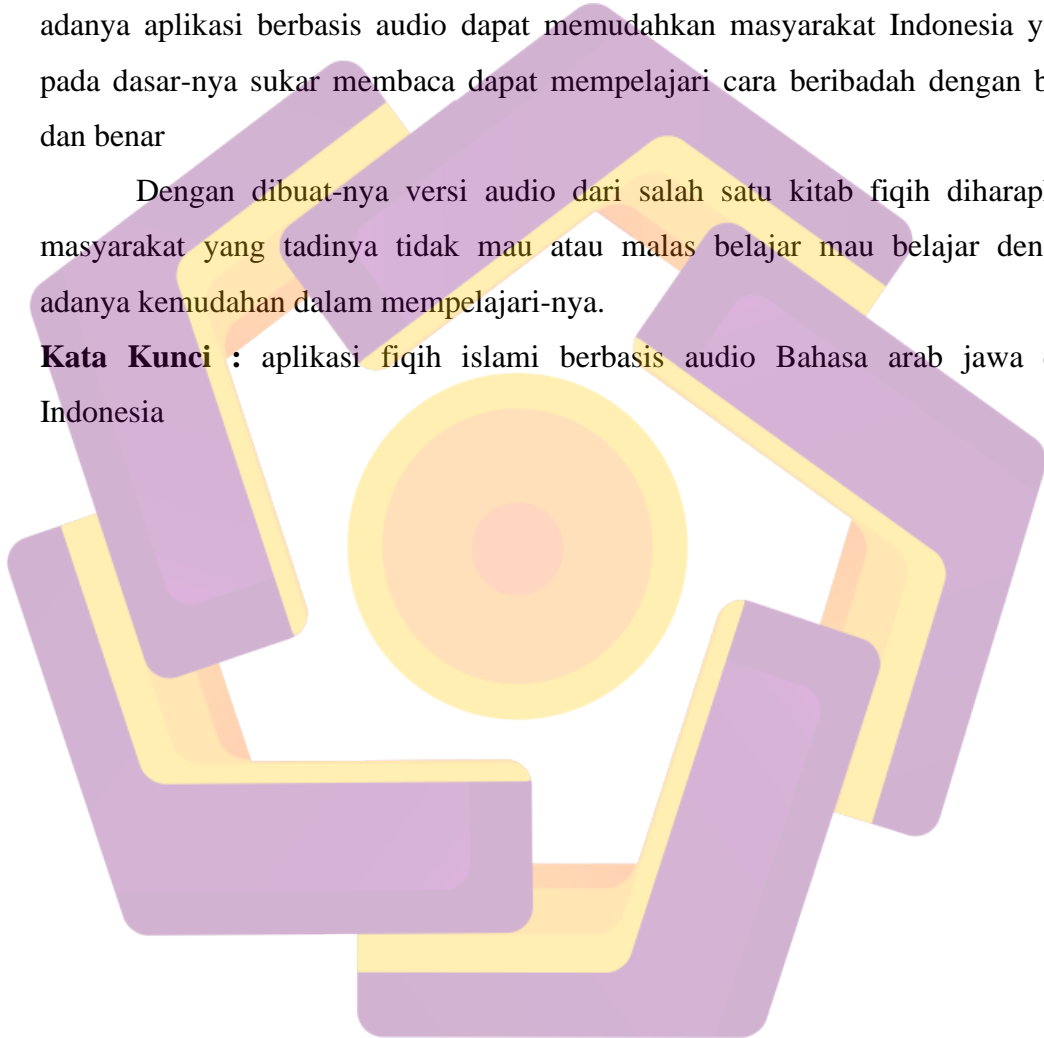 adanya aplikasi berbasis audio dapat memudahkan masyarakat Indonesia
pada dasar-nya sukar membaca dapat mempelajari cara beribadah dengan
dan benar
Dengan dibuat-nya versi audio dari salah satu kitab fiqih
masyarakat yang tadinya tidak mau atau malas belajar mau belajar
adanya kemudahan dalam mempelajari-nya.
Kata Kunci : aplikasi fiqih islami berbasis audio Bahasa arab jawa
Indonesia